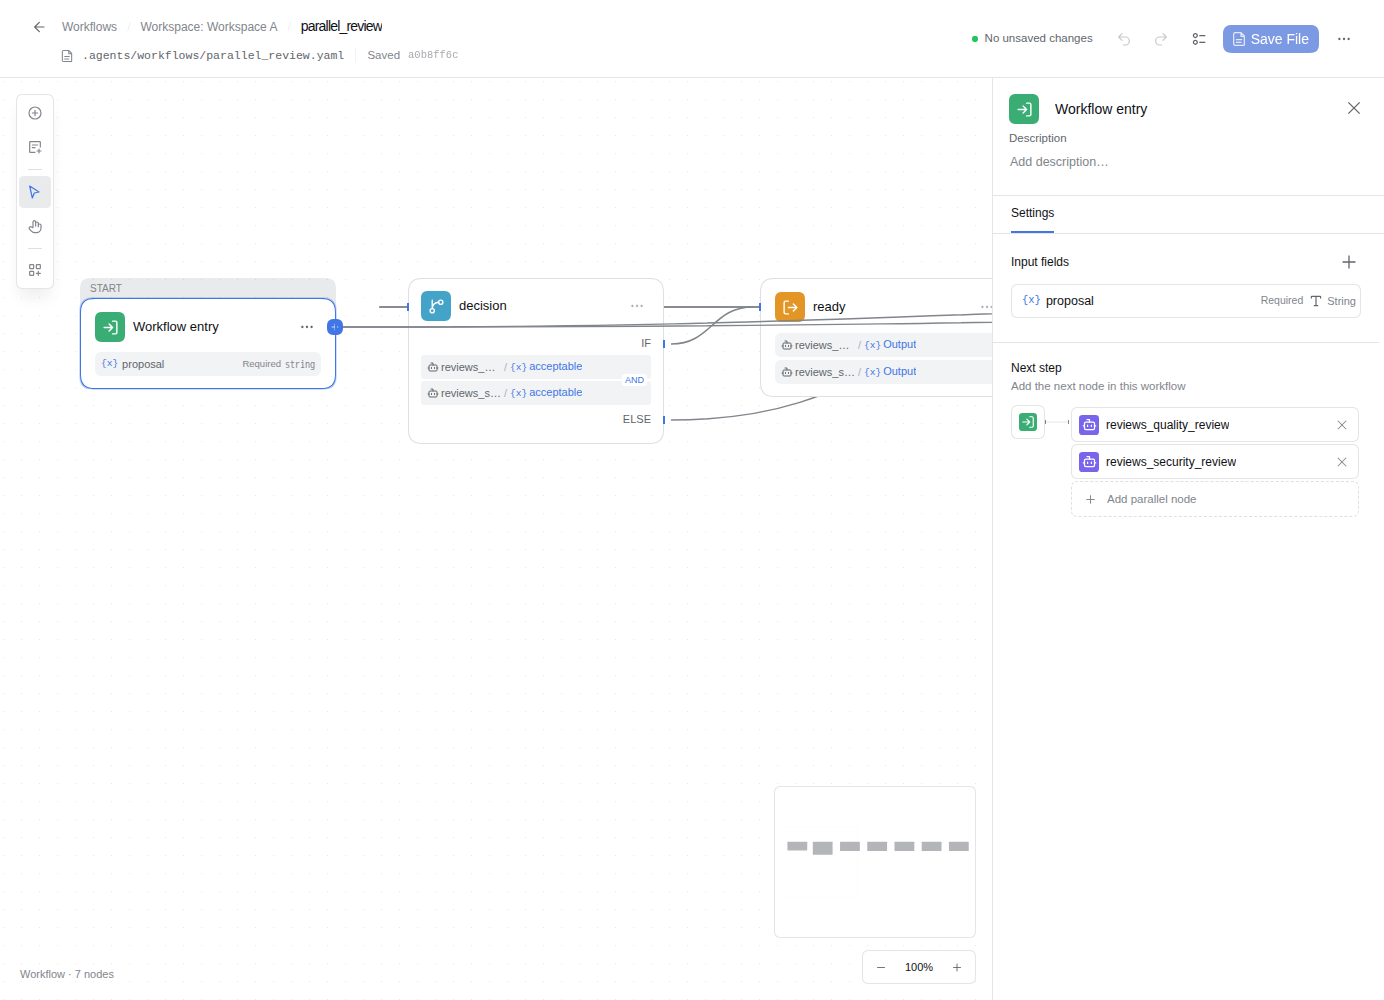 Workflows / Workspace: Workspace A / parallel_review
.agents/workflows/parallel_review.yaml
Saved a0b8ff6c
No unsaved changes
Save File
START
Workflow entry
{x} proposal Required string
decision
IF
reviews_... / {x} acceptable
AND
reviews_s... / {x} acceptable
ELSE
ready
reviews_... / {x} Output
reviews_s... / {x} Output
Workflow entry
Description
Add description...
Settings
Input fields
{x} proposal Required String
Next step
Add the next node in this workflow
reviews_quality_review
reviews_security_review
Add parallel node
100%
Workflow · 7 nodes